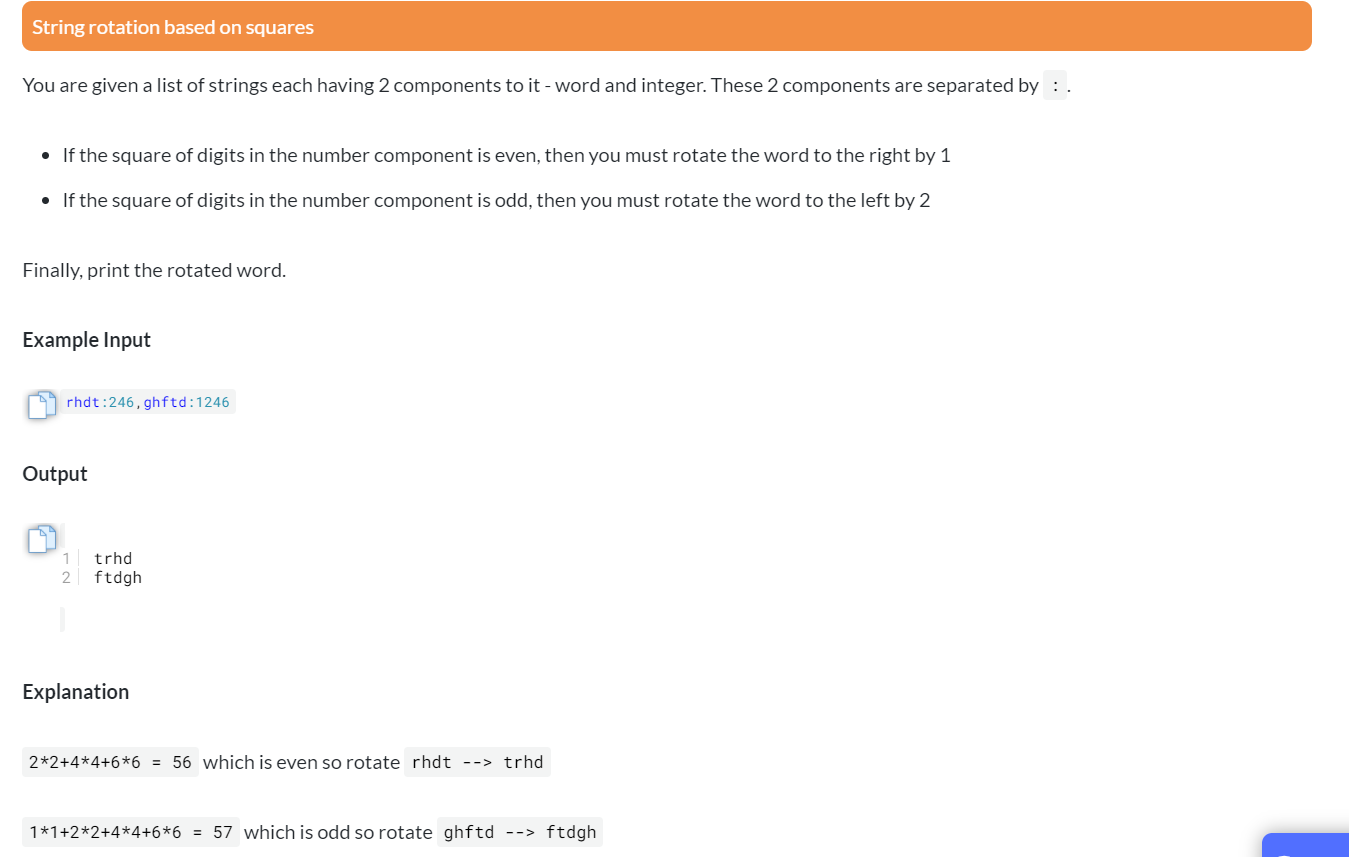 String rotation based on squares
You are given a list of strings each having 2 components to it - word and integer. These 2 components are separated by : .
• If the square of digits in the number component is even, then you must rotate the word to the right by 1
• If the square of digits in the number component is odd, then you must rotate the word to the left by 2
Finally, print the rotated word.
Example Input
rhdt:246,ghftd:1246
Output
1 trhd
2 ftdgh
Explanation
2*2+4*4+6*6 = 56 which is even so rotate rhdt --> trhd
1*1+2*2+4*4+6*6 = 57 which is odd so rotate ghftd --> ftdgh